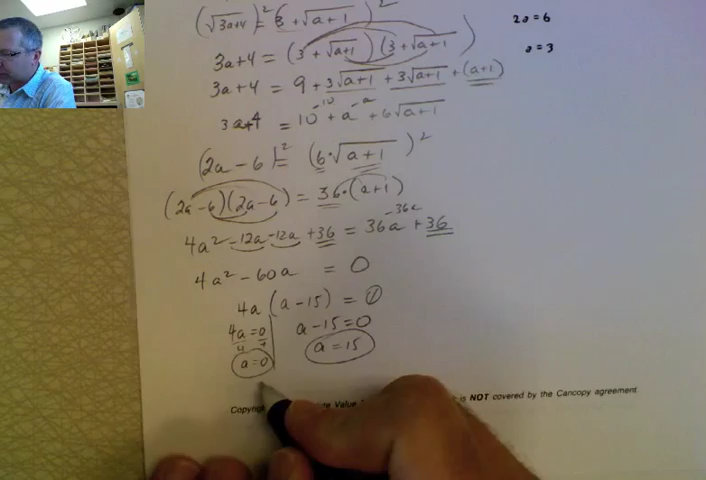 (√3a+4)² = (3 + √a+1)²
2a = 6
3a+4 = (3 + √a+1)(3 + √a+1)
a = 3
3a+4 = 9 + 3√a+1 + 3√a+1 + (a+1)
-10 -a
3a+4 = 10 + a + 6√a+1
(2a - 6)² = (6·√a+1)²
(2a-6)(2a-6) = 36·(a+1)
-36a
4a² -12a -12a +36 = 36a +36
4a² - 60a = 0
4a (a-15) = 0
4a = 0 a-15=0
4 4
a=0 a=15
is NOT covered by the Cancopy agreement.